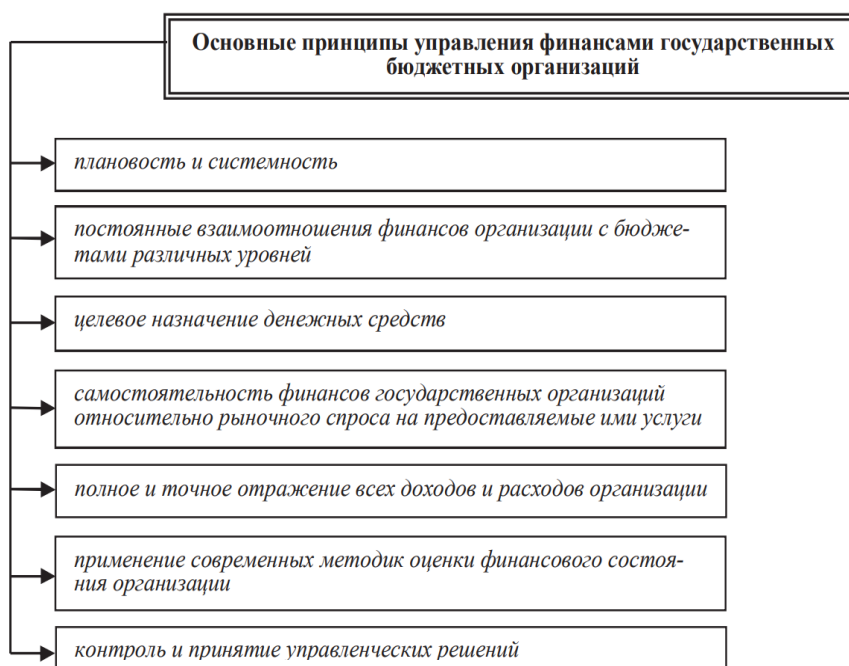 Основные принципы управления финансами государственных
бюджетных организаций
плановость и системность
постоянные взаимоотношения финансов организации с бюдже-
тами различных уровней
целевое назначение денежных средств
самостоятельность финансов государственных организаций
относительно рыночного спроса на предоставляемые ими услуги
полное и точное отражение всех доходов и расходов организации
применение современных методик оценки финансового состоя-
ния организации
контроль и принятие управленческих решений